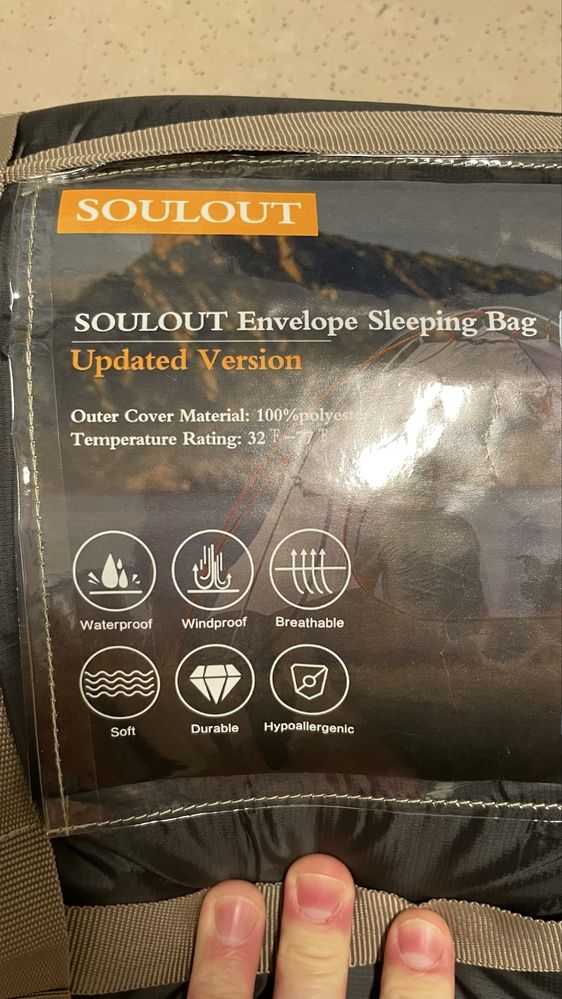 SOULOUT
SOULOUT Envelope Sleeping Bag
Updated Version
Outer Cover Material: 100%polyest
Temperature Rating: 32℉–77℉
Waterproof
Windproof
Breathable
Soft
Durable
Hypoallergenic